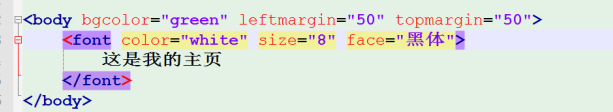 <body bgcolor="green" leftmargin="50" topmargin="50">
<font color="white" size="8" face="黑体">
这是我的主页
</font>
</body>